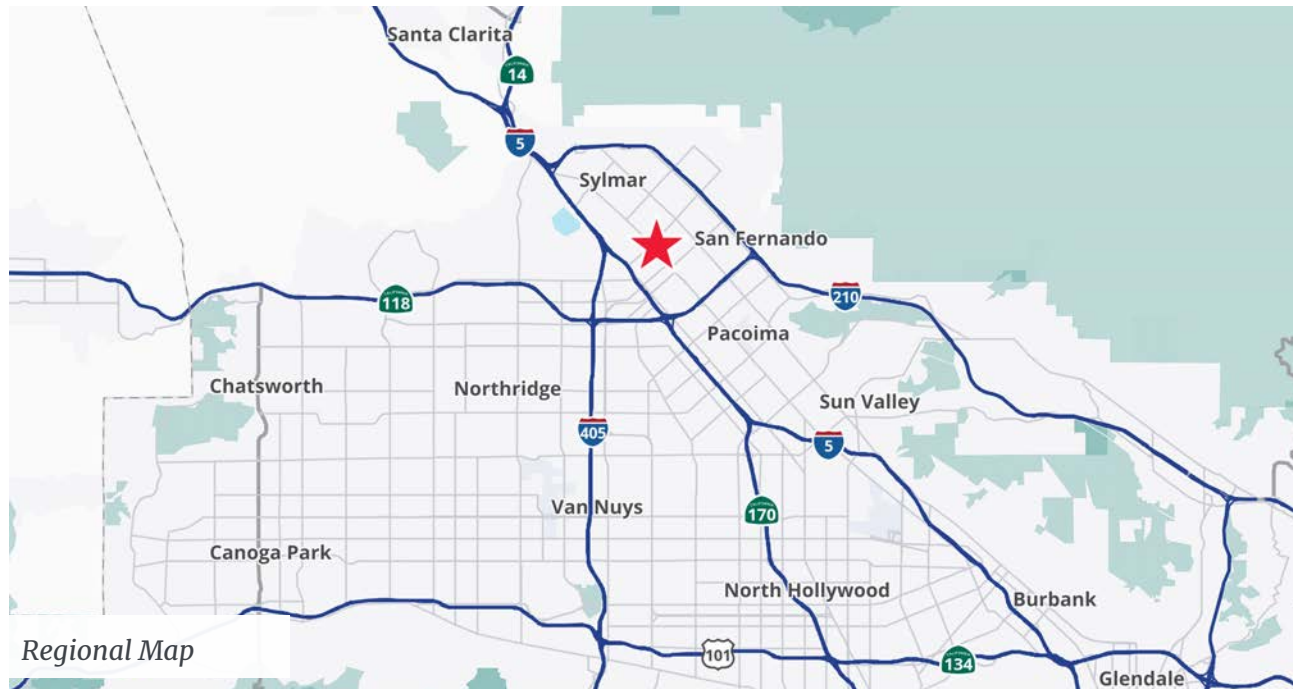 Santa Clarita
14
5
Sylmar
San Fernando
118
210
Pacoima
Chatsworth
Northridge
Sun Valley
405
5
Van Nuys
170
Canoga Park
North Hollywood
Burbank
Regional Map
101
134
Glendale